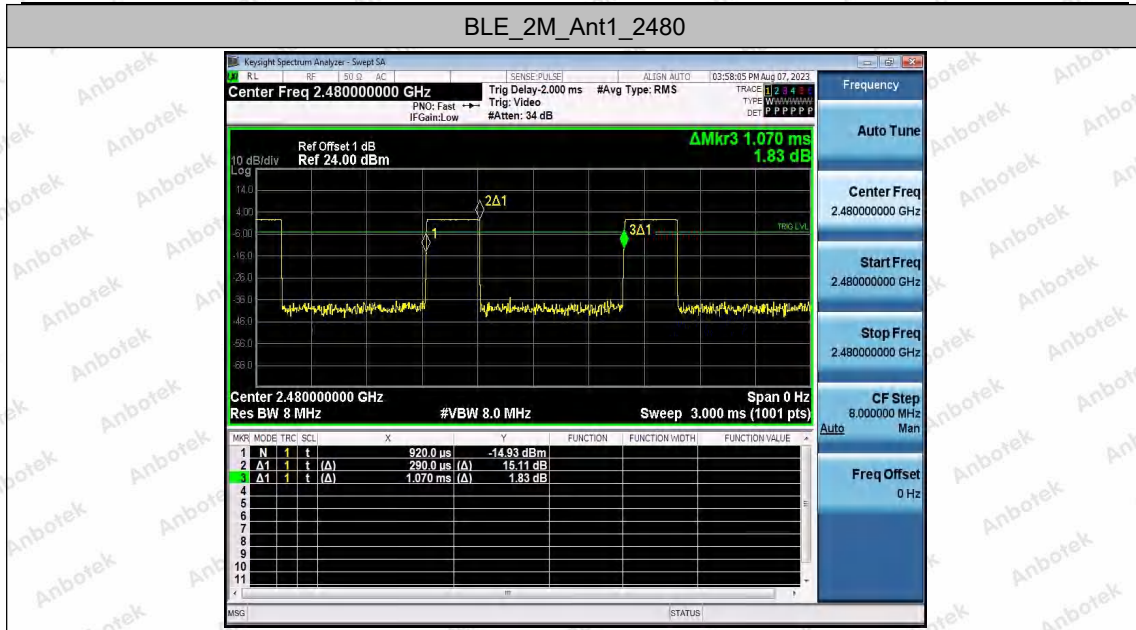 BLE_2M_Ant1_2480
Keysight Spectrum Analyzer - Swept SA
RL RF 50 Ω AC SENSE:PULSE ALIGN AUTO 03:58:05 PM Aug 07, 2023
Center Freq 2.480000000 GHz
PNO: Fast
IFGain:Low
Trig Delay-2.000 ms
Trig: Video
#Atten: 34 dB
#Avg Type: RMS
TRACE 1 2 3 4 5 6
TYPE W
DET P P P P P P
ΔMkr3 1.070 ms
1.83 dB
Ref Offset 1 dB
10 dB/div Ref 24.00 dBm
Log
14.0
4.00
-6.00
-16.0
-26.0
-36.0
-46.0
-56.0
-66.0
1
2Δ1
3Δ1
TRIG LVL
Center 2.480000000 GHz Span 0 Hz
Res BW 8 MHz #VBW 8.0 MHz Sweep 3.000 ms (1001 pts)
MKR MODE TRC SCL X Y FUNCTION FUNCTION WIDTH FUNCTION VALUE
1 N 1 t 920.0 µs -14.93 dBm
2 Δ1 1 t (Δ) 290.0 µs (Δ) 15.11 dB
3 Δ1 1 t (Δ) 1.070 ms (Δ) 1.83 dB
4
5
6
7
8
9
10
11
MSG STATUS
Frequency
Auto Tune
Center Freq
2.480000000 GHz
Start Freq
2.480000000 GHz
Stop Freq
2.480000000 GHz
CF Step
8.000000 MHz
Auto Man
Freq Offset
0 Hz
Anbotek